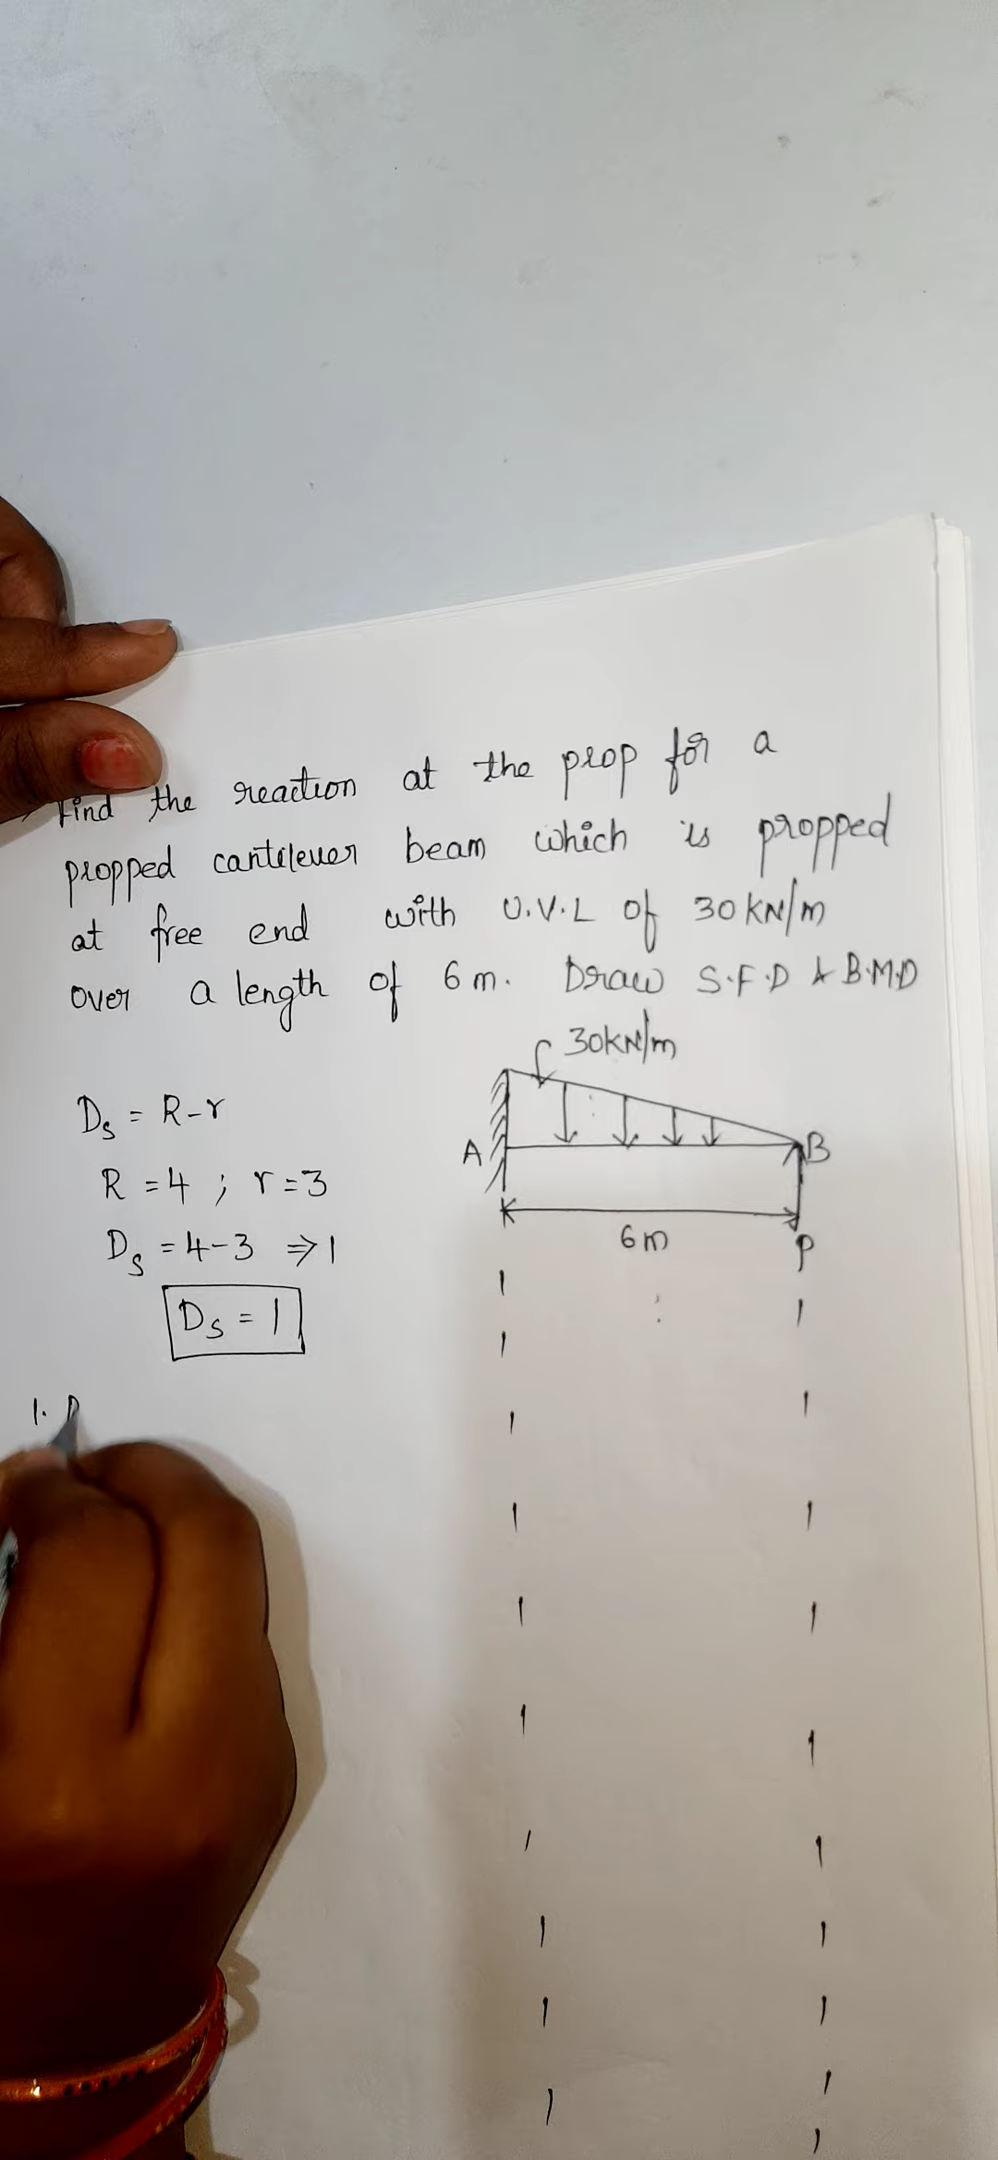 Find the reaction at the prop for a
propped cantilever beam which is propped
at free end with U.V.L of 30 kN/m
over a length of 6 m. Draw S.F.D & B.M.D
30kN/m
Ds = R-r
A
B
R = 4 ; r = 3
6m
P
Ds = 4-3 ⇒ 1
Ds = 1
1.